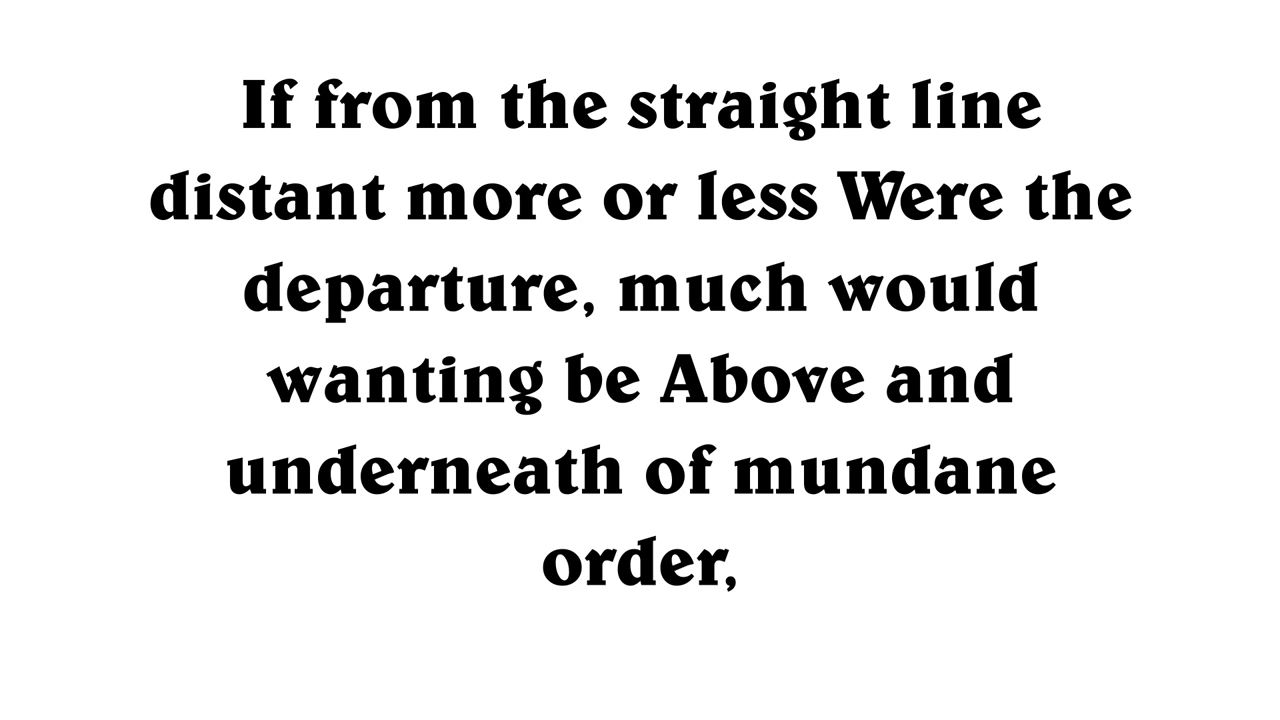 If from the straight line
distant more or less Were the
departure, much would
wanting be Above and
underneath of mundane
order,